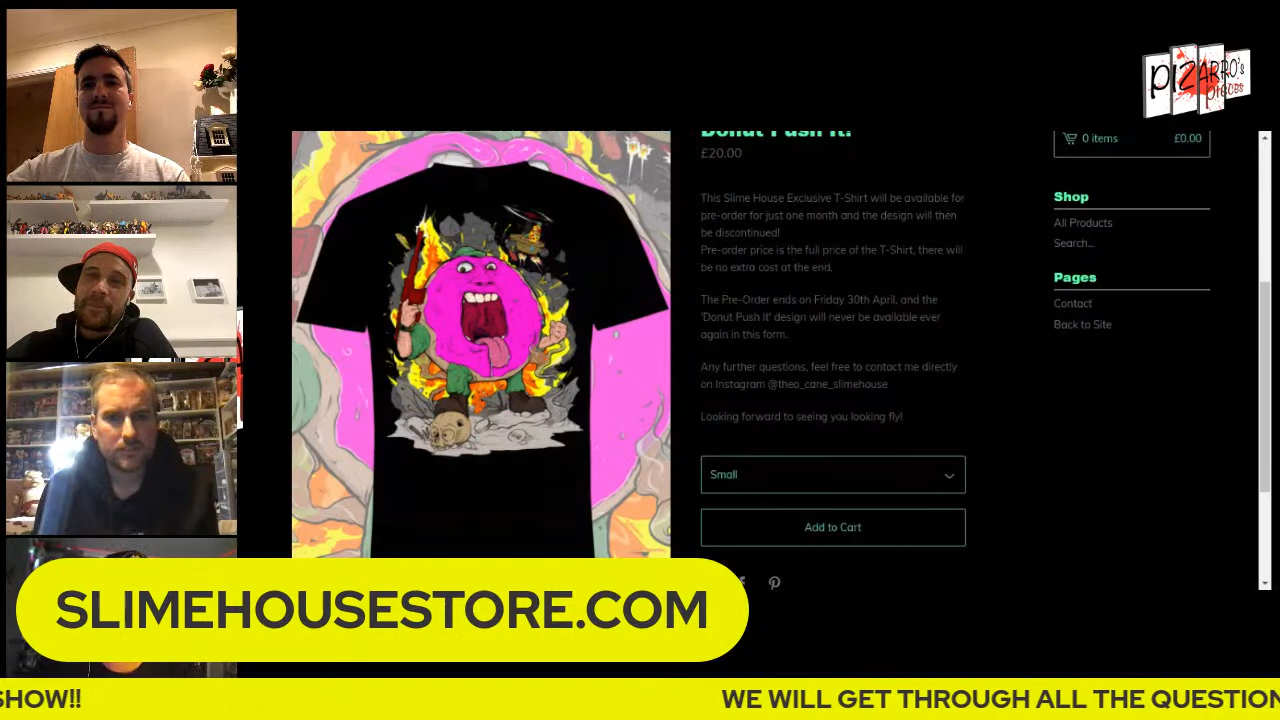 pizarro's
pieces
Donut Push It!
£20.00
0 items £0.00
This Slime House Exclusive T-Shirt will be available for
pre-order for just one month and the design will then
be discontinued!
Pre-order price is the full price of the T-Shirt, there will
be no extra cost at the end.
The Pre-Order ends on Friday 30th April, and the
'Donut Push It' design will never be available ever
again in this form.
Any further questions, feel free to contact me directly
on Instagram @theo_cane_slimehouse
Looking forward to seeing you looking fly!
Small
Add to Cart
Shop
All Products
Search...
Pages
Contact
Back to Site
SLIMEHOUSESTORE.COM
SHOW!! WE WILL GET THROUGH ALL THE QUESTION